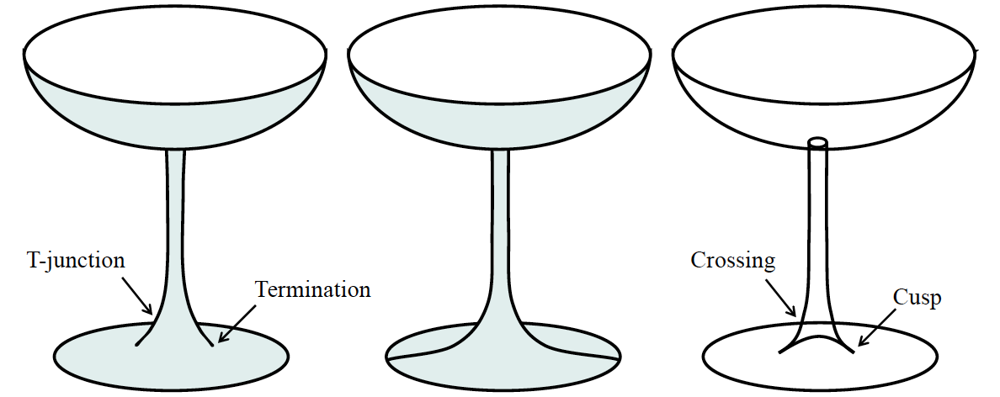 T-junction
Termination
Crossing
Cusp